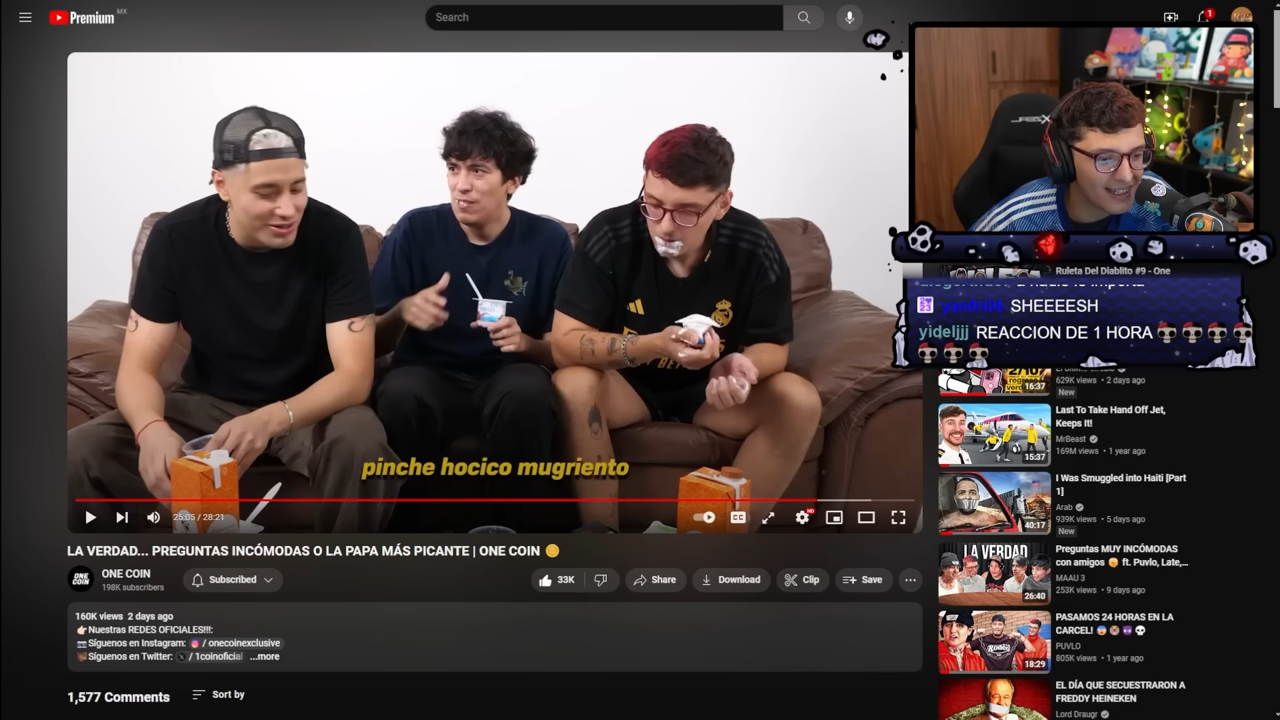 Premium MX
Search
1
pinche hocico mugriento
25:05 / 28:21
LA VERDAD... PREGUNTAS INCÓMODAS O LA PAPA MÁS PICANTE | ONE COIN
ONE COIN
ONE COIN
198K subscribers
Subscribed
33K
Share
Download
Clip
Save
160K views 2 days ago
Nuestras REDES OFICIALES!!!:
Síguenos en Instagram: / onecoinexclusive
Síguenos en Twitter: / 1coinoficial ...more
1,577 Comments
Sort by
Ruleta Del Diablito #9 - One
SHEEEESH
yideljjj REACCION DE 1 HORA
16:37
629K views • 2 days ago
New
Last To Take Hand Off Jet,
Keeps It!
MrBeast
169M views • 1 year ago
15:37
I Was Smuggled into Haiti [Part
1]
Arab
939K views • 5 days ago
New
40:17
LA VERDAD
Preguntas MUY INCÓMODAS
con amigos ft. Puvlo, Late,...
MAAU 3
253K views • 9 days ago
26:40
PASAMOS 24 HORAS EN LA
CARCEL!
PUVLO
805K views • 1 year ago
18:29
EL DÍA QUE SECUESTRARON A
FREDDY HEINEKEN
Lord Draugr